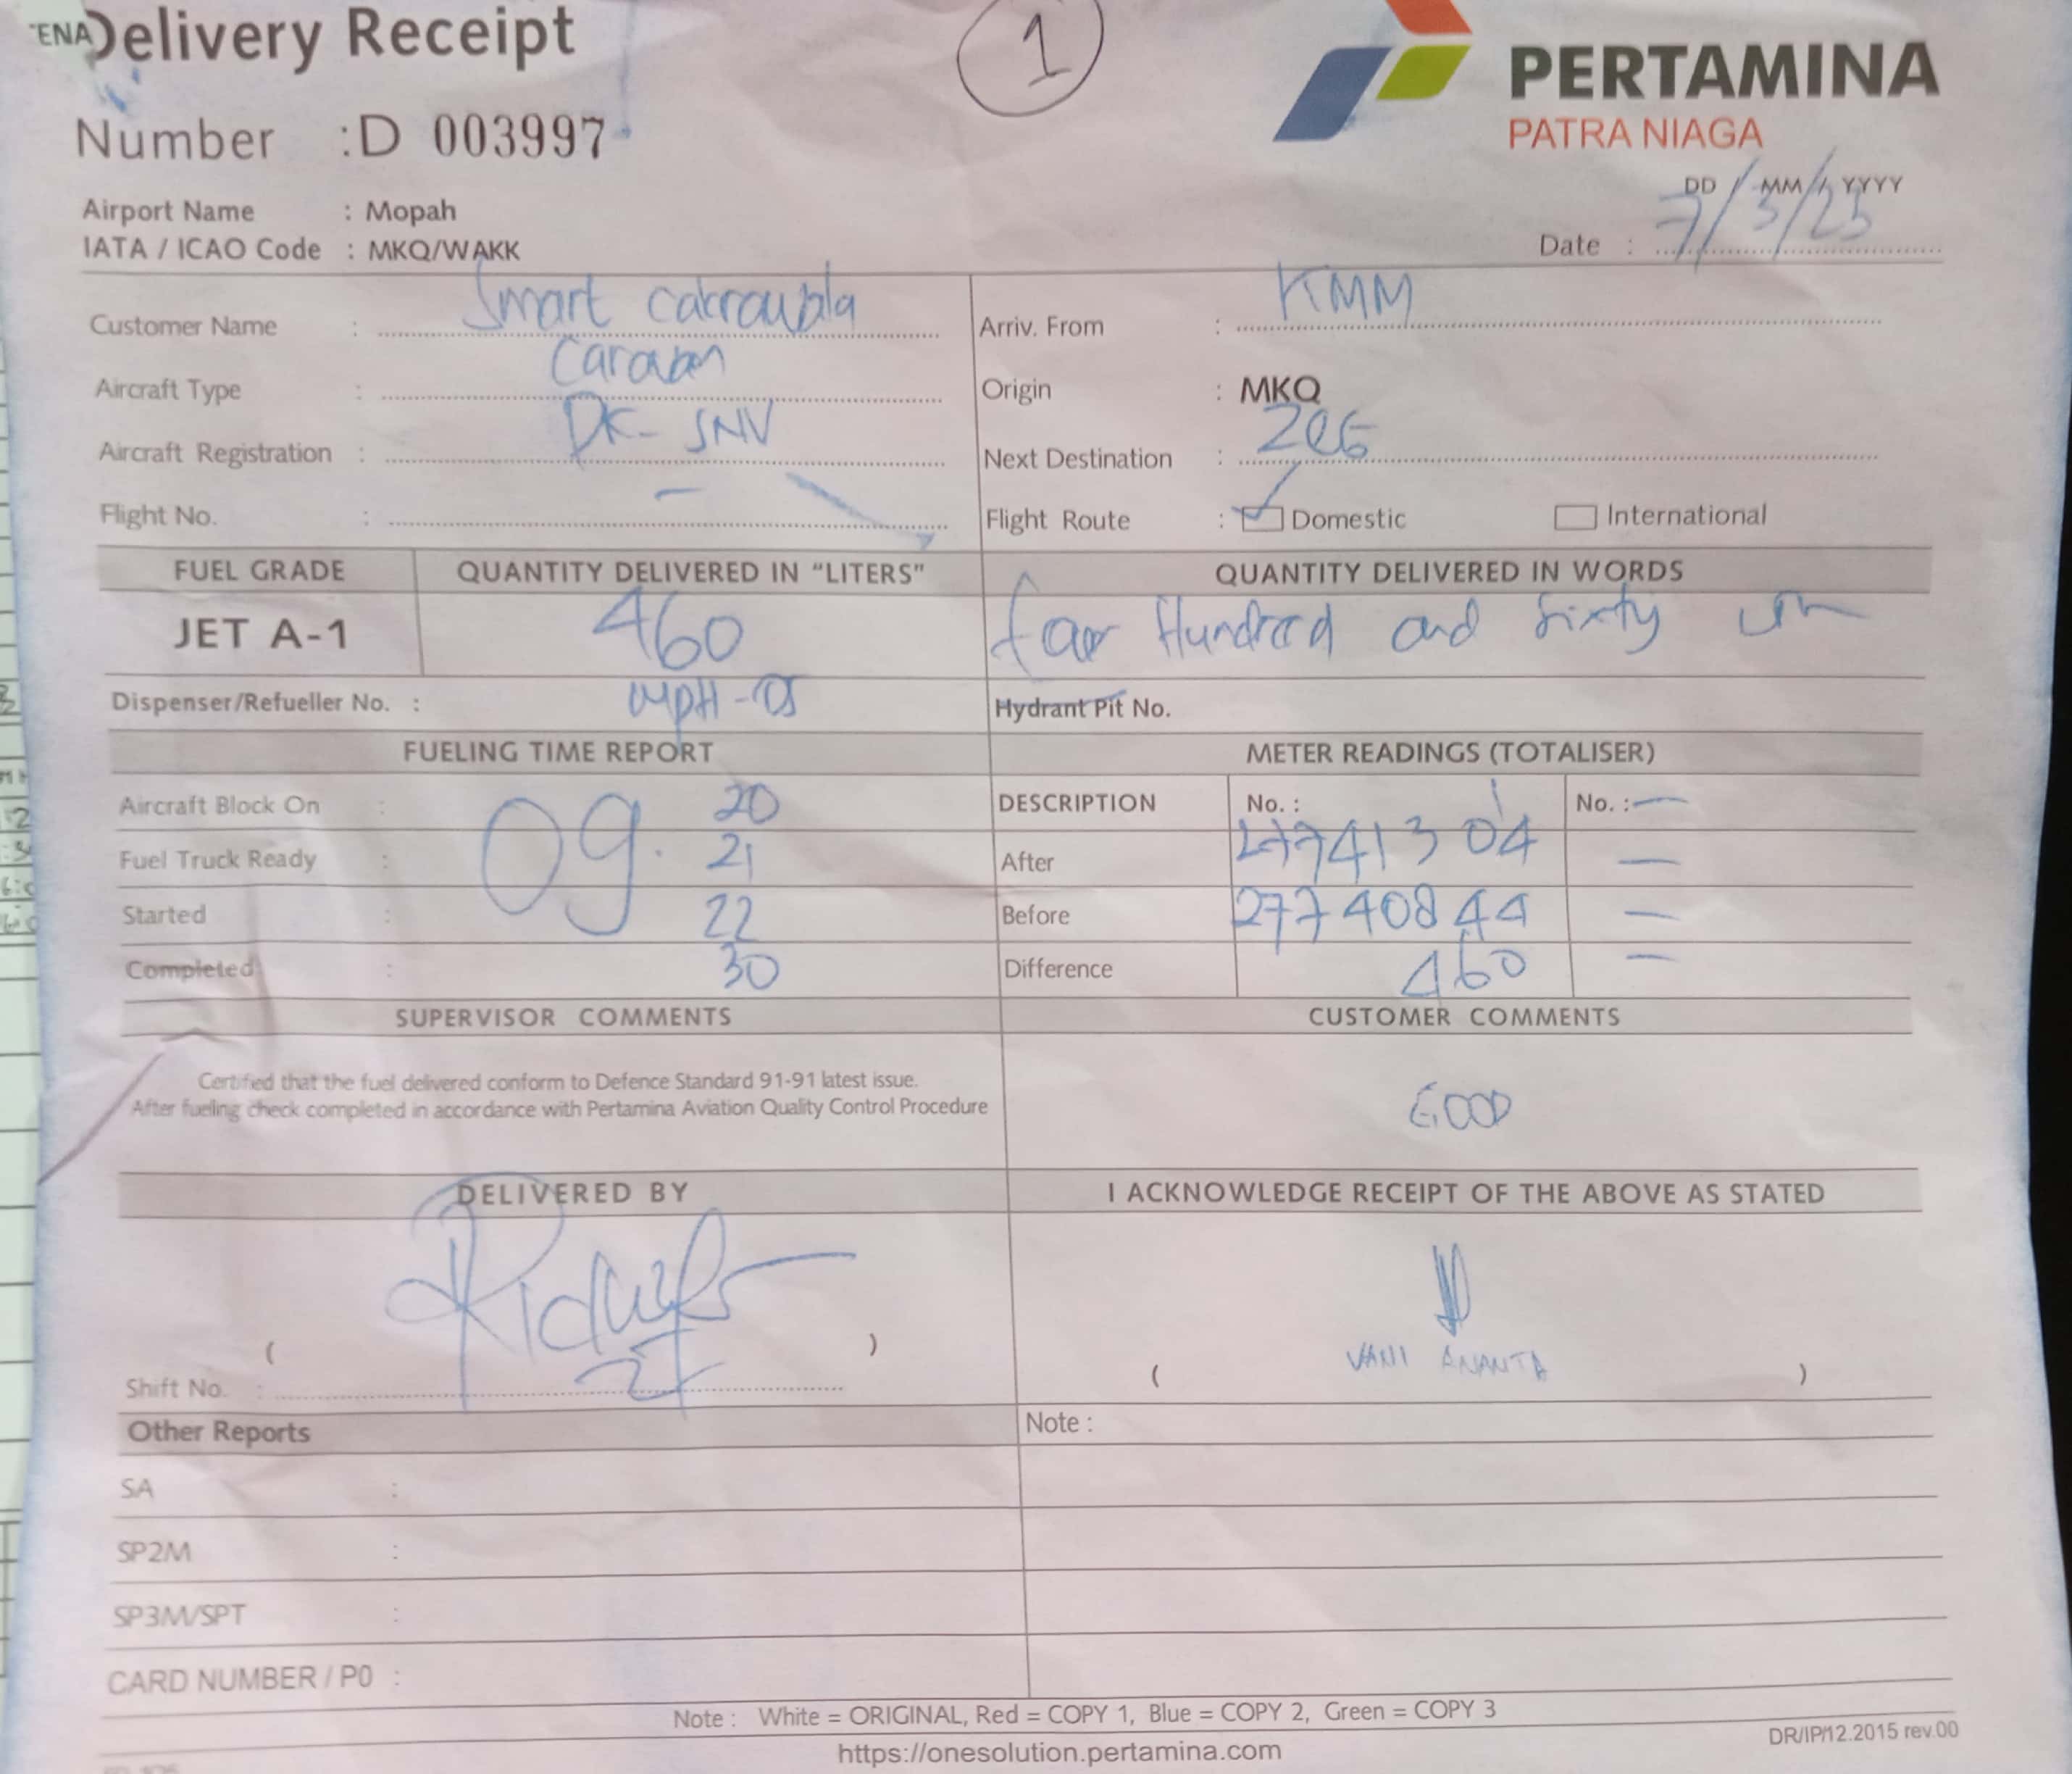 Delivery Receipt
1
PERTAMINA
PATRA NIAGA
Number : D 003997
Airport Name : Mopah
IATA / ICAO Code : MKQ/WAKK
DD / MM / YYYY
Date : 7/3/25
Customer Name : Smart
Arriv. From : KMM
Aircraft Type : Caravan
Origin : MKQ
Aircraft Registration : PK- SNV
Next Destination :
Flight No. : –
Flight Route : Domestic International
FUEL GRADE QUANTITY DELIVERED IN “LITERS” QUANTITY DELIVERED IN WORDS
JET A-1 460 four Hundred and sixty
Dispenser/Refueller No. :
Hydrant Pit No.
FUELING TIME REPORT METER READINGS (TOTALISER)
Aircraft Block On : 09. 20
DESCRIPTION No. : 1 No. : —
Fuel Truck Ready : 21
After 27741304 —
Started : 22
Before 27740844 —
Completed : 30
Difference 460 —
SUPERVISOR COMMENTS CUSTOMER COMMENTS
Certified that the fuel delivered conform to Defence Standard 91-91 latest issue.
After fueling check completed in accordance with Pertamina Aviation Quality Control Procedure
GOOD
DELIVERED BY I ACKNOWLEDGE RECEIPT OF THE ABOVE AS STATED
( )
( VANI ANANTA )
Shift No. : 27
Other Reports Note :
SA :
SP2M :
SP3M/SPT :
CARD NUMBER / P0 :
Note : White = ORIGINAL, Red = COPY 1, Blue = COPY 2, Green = COPY 3
https://onesolution.pertamina.com
DR/IP/12.2015 rev.00